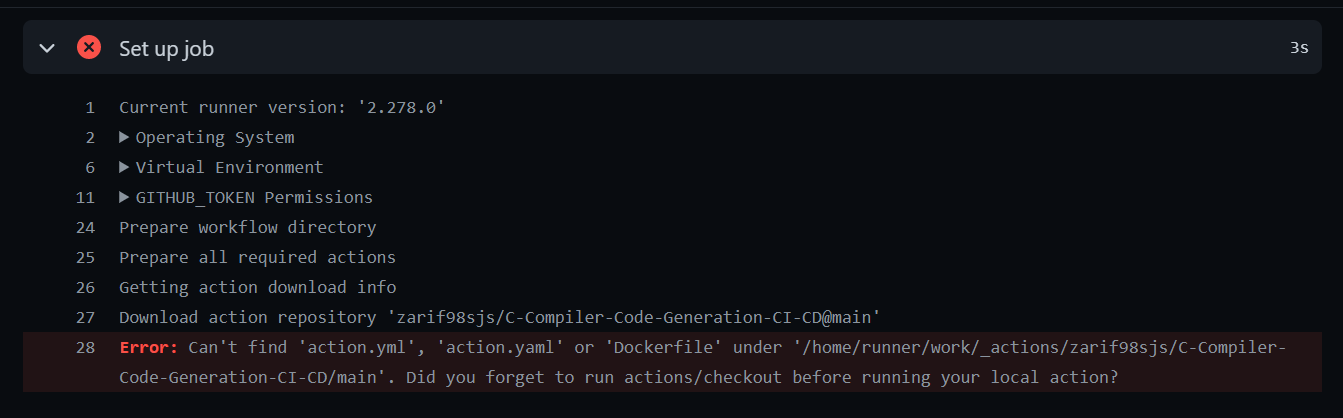 Set up job 3s
1 Current runner version: '2.278.0'
2 ▶ Operating System
6 ▶ Virtual Environment
11 ▶ GITHUB_TOKEN Permissions
24 Prepare workflow directory
25 Prepare all required actions
26 Getting action download info
27 Download action repository 'zarif98sjs/C-Compiler-Code-Generation-CI-CD@main'
28 Error: Can't find 'action.yml', 'action.yaml' or 'Dockerfile' under '/home/runner/work/_actions/zarif98sjs/C-Compiler-
Code-Generation-CI-CD/main'. Did you forget to run actions/checkout before running your local action?